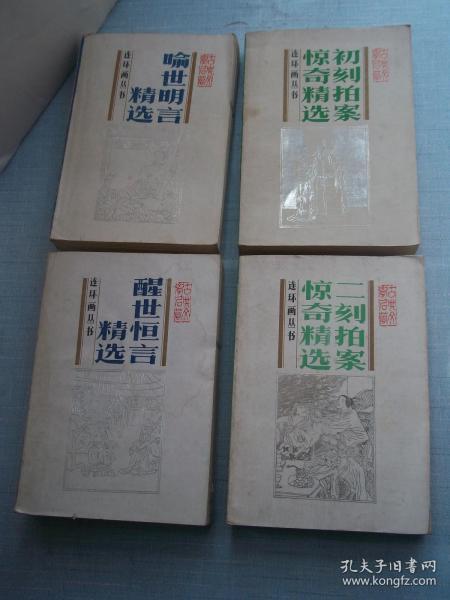 喻世明言
精选
连环画丛书
初刻拍案
惊奇精选
连环画丛书
醒世恒言
精选
连环画丛书
二刻拍案
惊奇精选
连环画丛书
孔夫子旧书网
www.kongfz.com